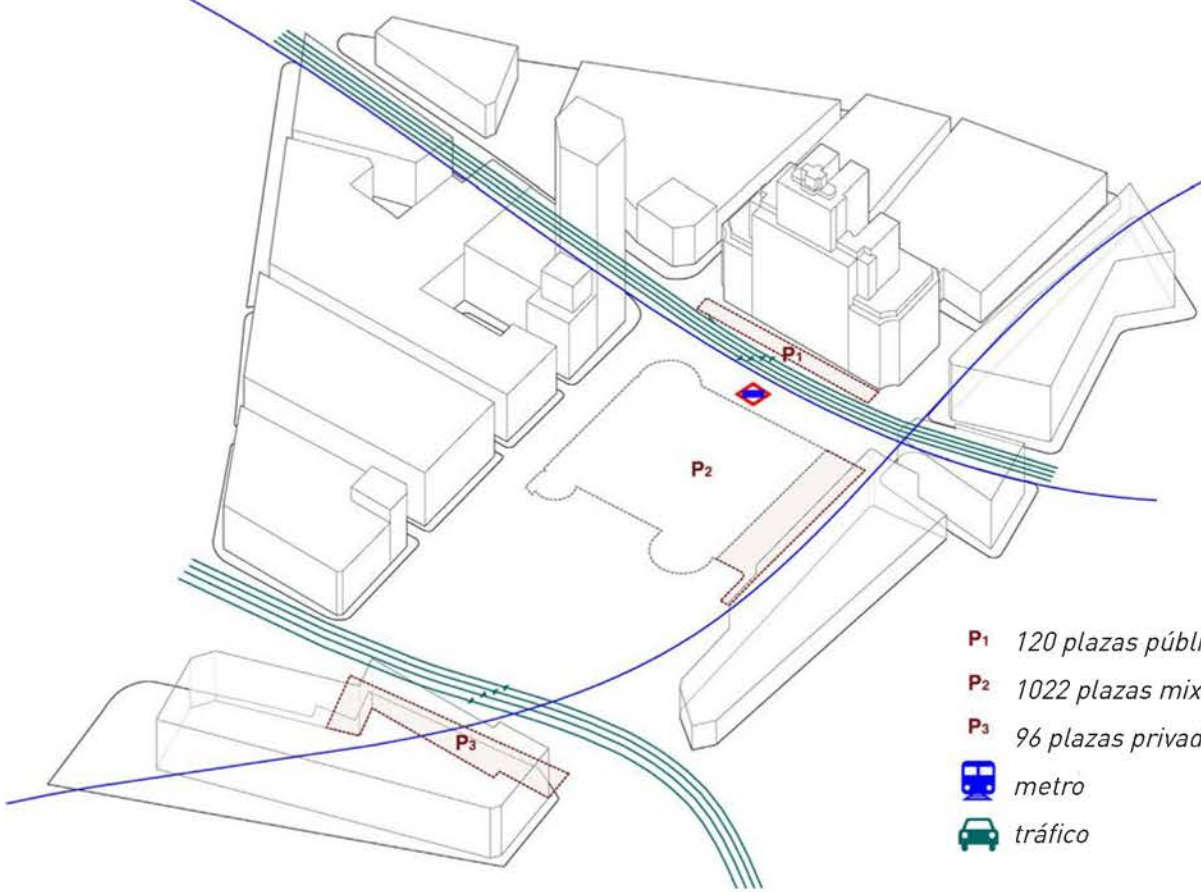 P1
P2
P3
P1 120 plazas públi
P2 1022 plazas mix
P3 96 plazas privad
metro
tráfico